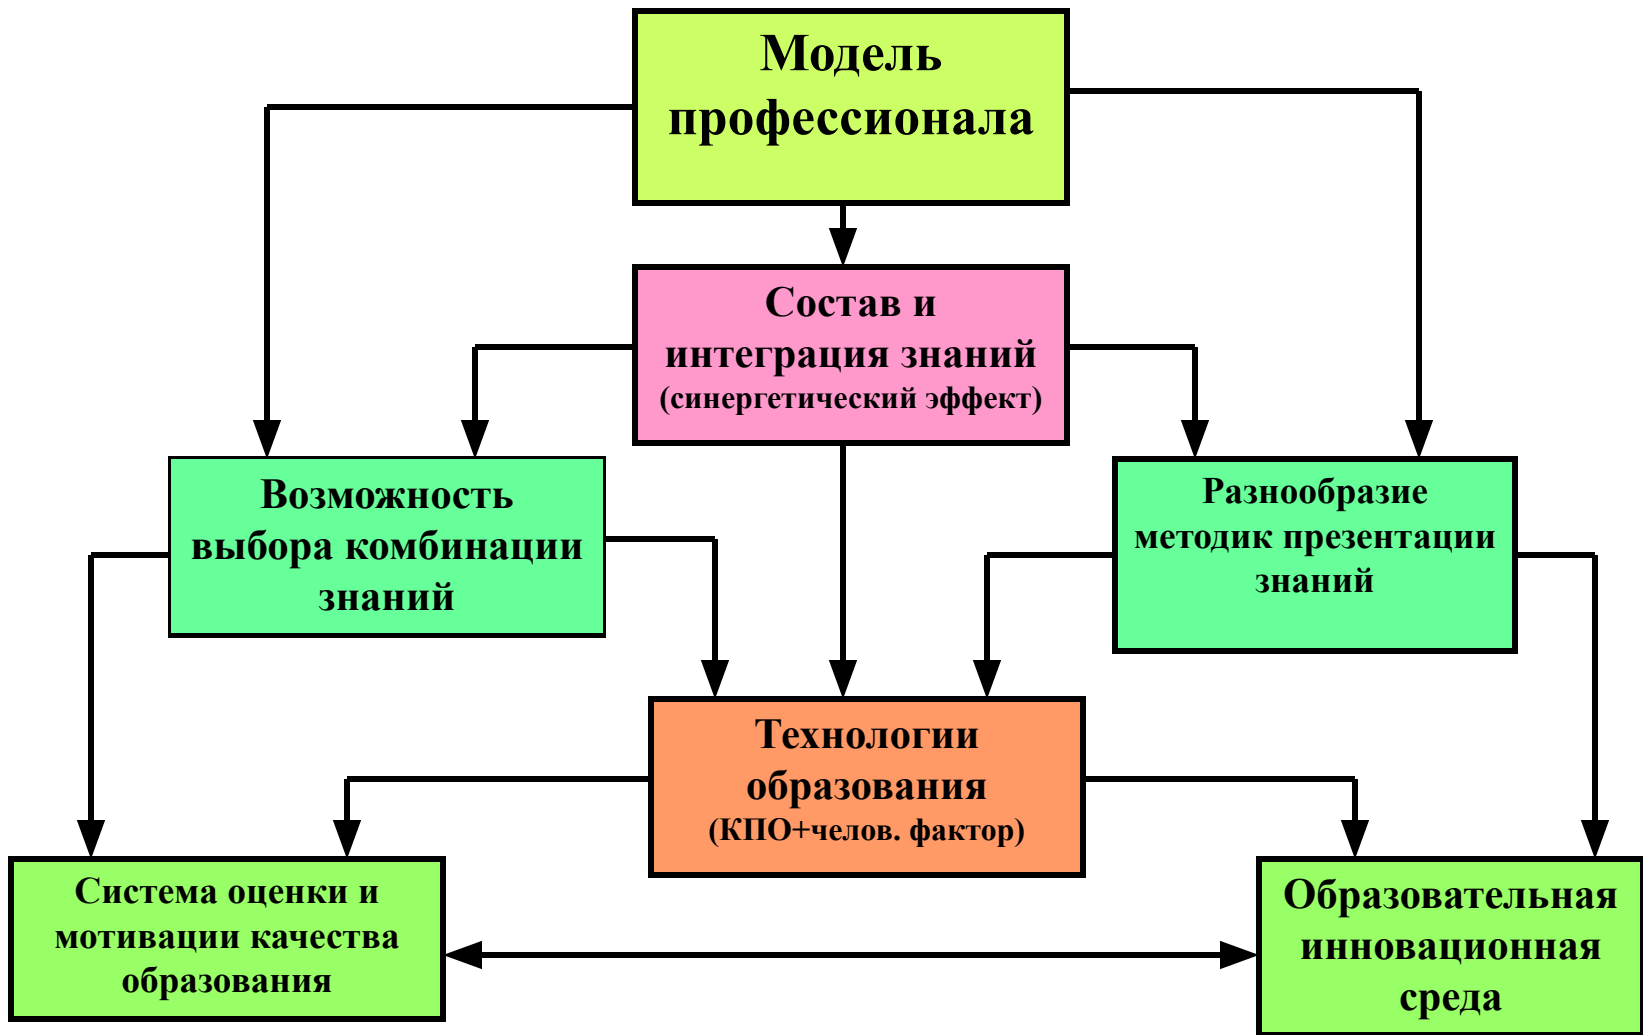 Модель
профессионала
Состав и
интеграция знаний
(синергетический эффект)
Возможность
выбора комбинации
знаний
Разнообразие
методик презентации
знаний
Технологии
образования
(КПО+челов. фактор)
Система оценки и
мотивации качества
образования
Образовательная
инновационная
среда